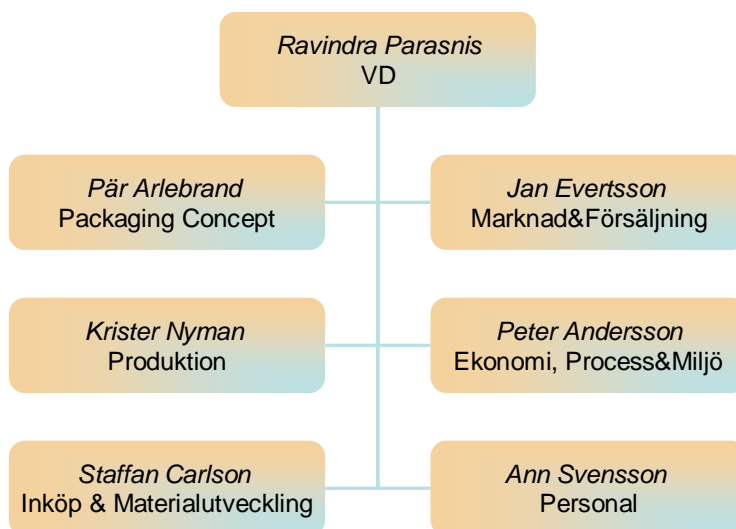 Ravindra Parasnis
VD
Pär Arlebrand
Packaging Concept
Jan Evertsson
Marknad&Försäljning
Krister Nyman
Produktion
Peter Andersson
Ekonomi, Process&Miljö
Staffan Carlson
Inköp & Materialutveckling
Ann Svensson
Personal